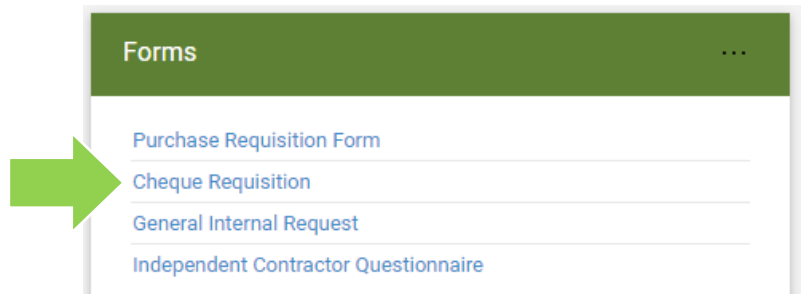 Forms
Purchase Requisition Form
Cheque Requisition
General Internal Request
Independent Contractor Questionnaire